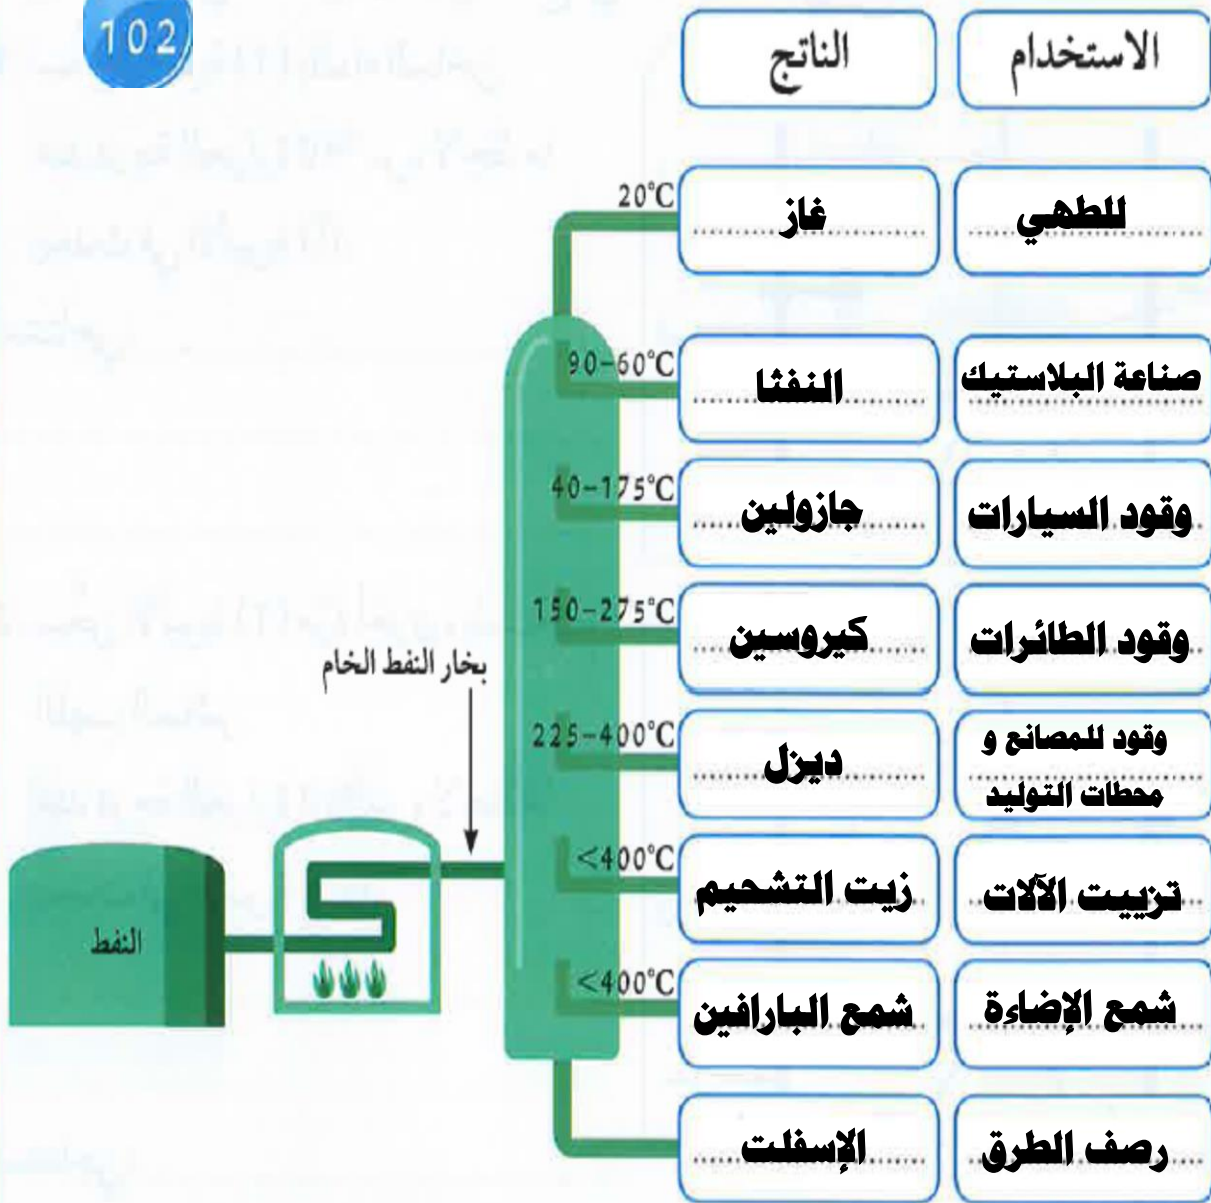 102
الاستخدام
الناتج
20°C
غاز
للطهي
90-60°C
النفثا
صناعة البلاستيك
40-175°C
جازولين
وقود السيارات
150-275°C
كيروسين
وقود الطائرات
بخار النفط الخام
225-400°C
ديزل
وقود للمصانع و
محطات التوليد
<400°C
زيت التشحيم
تزييت الآلات
النفط
<400°C
شمع البارافين
شمع الإضاءة
الإسفلت
رصف الطرق